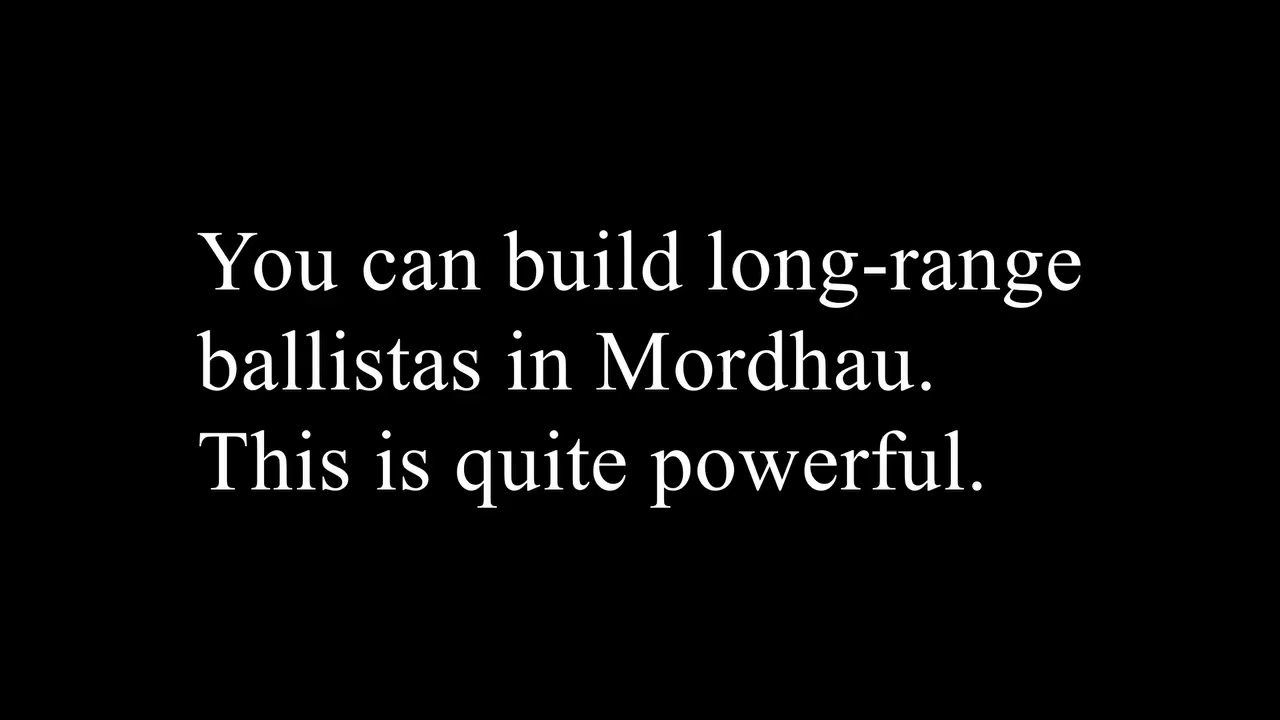 You can build long-range
ballistas in Mordhau.
This is quite powerful.